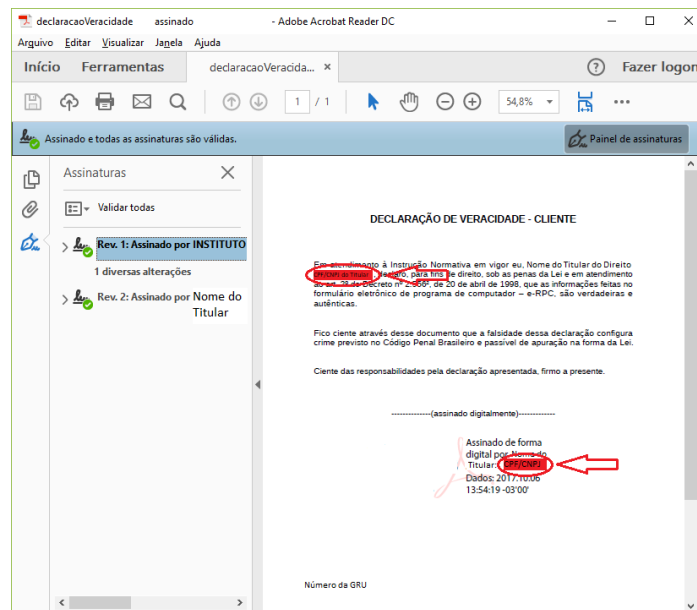 declaracaoVeracidade assinado - Adobe Acrobat Reader DC
Arquivo Editar Visualizar Janela Ajuda
Início Ferramentas declaracaoVeracida... × ? Fazer logon
1 / 1 54,8%
Assinado e todas as assinaturas são válidas. Painel de assinaturas
Assinaturas
Validar todas
Rev. 1: Assinado por INSTITUTO
1 diversas alterações
Rev. 2: Assinado por Nome do
Titular
DECLARAÇÃO DE VERACIDADE - CLIENTE
Em atendimento à Instrução Normativa em vigor eu, Nome do Titular do Direito
CPF/CNPJ do Titular, declaro, para fins de direito, sob as penas da Lei e em atendimento
ao art. 28 do Decreto nº 2.556, de 20 de abril de 1998, que as informações feitas no
formulário eletrônico de programa de computador – e-RPC, são verdadeiras e
autênticas.
Fico ciente através desse documento que a falsidade dessa declaração configura
crime previsto no Código Penal Brasileiro e passível de apuração na forma da Lei.
Ciente das responsabilidades pela declaração apresentada, firmo a presente.
--------------(assinado digitalmente)-------------
Assinado de forma
digital por Nome do
Titular: CPF/CNPJ
Dados: 2017.10.06
13:54:19 -03'00'
Número da GRU